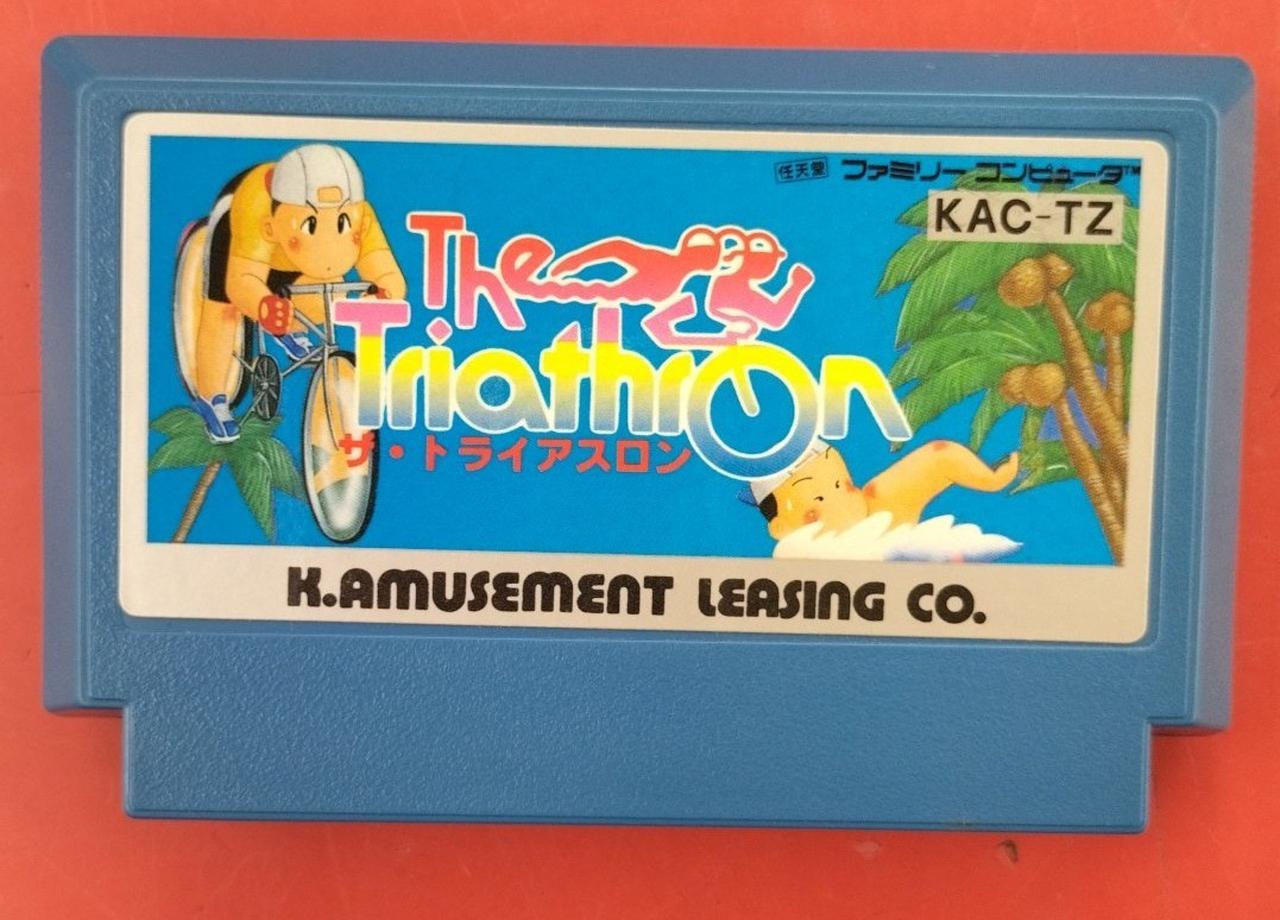 任天堂 ファミリーコンピュータ™
KAC-TZ
The
Triathron
ザ・トライアスロン
K.AMUSEMENT LEASING CO.